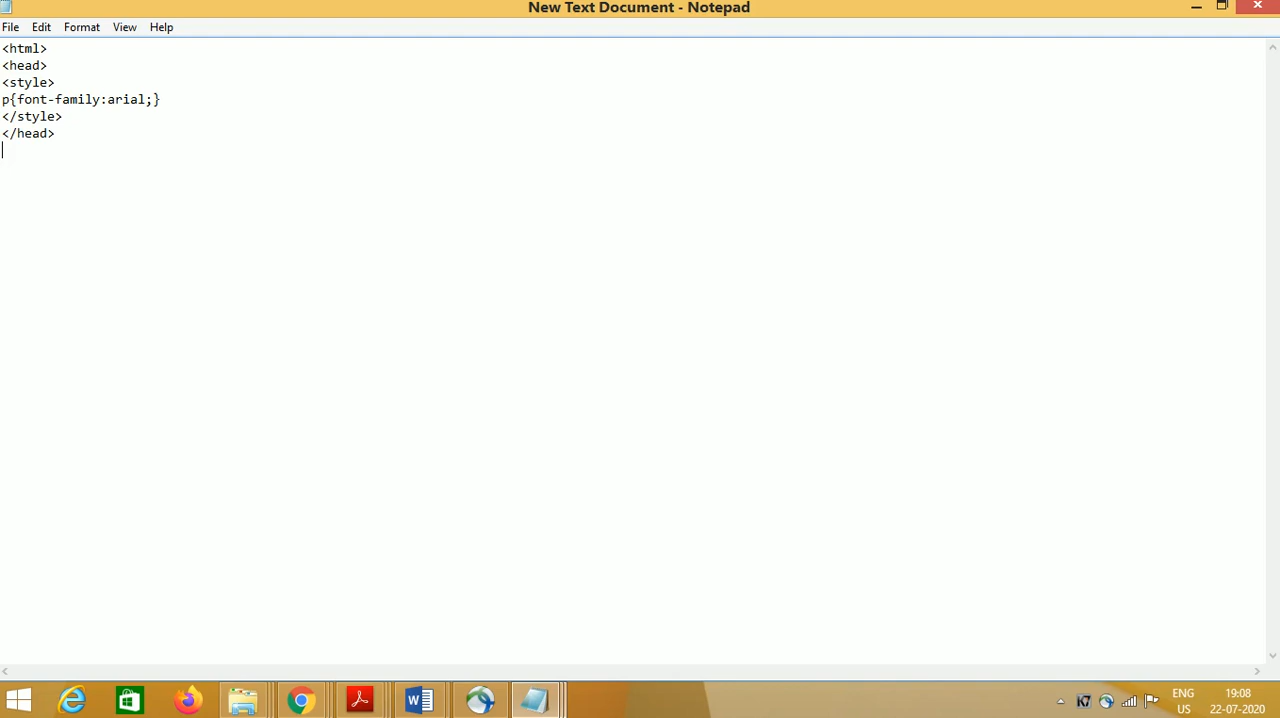 New Text Document - Notepad
File Edit Format View Help
<html>
<head>
<style>
p{font-family:arial;}
</style>
</head>
K7
ENG
US
19:08
22-07-2020